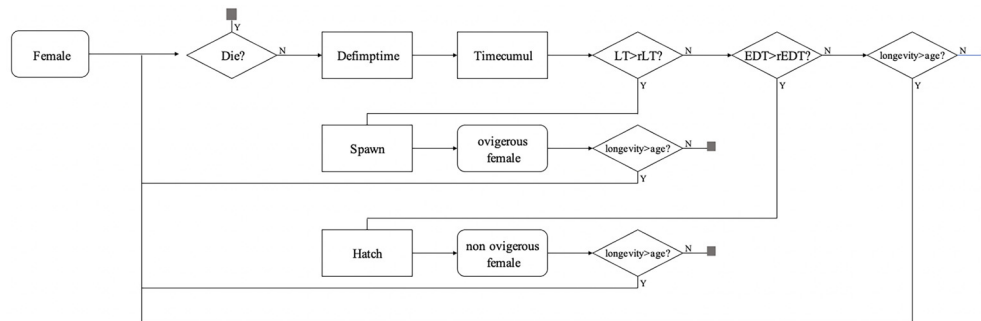 Y
Female
Die?
N
Defimptime
Timecumul
LT>rLT?
N
EDT>rEDT?
N
longevity>age?
N
Y
Y
Y
Spawn
ovigerous
female
longevity>age?
N
Y
Hatch
non ovigerous
female
longevity>age?
N
Y